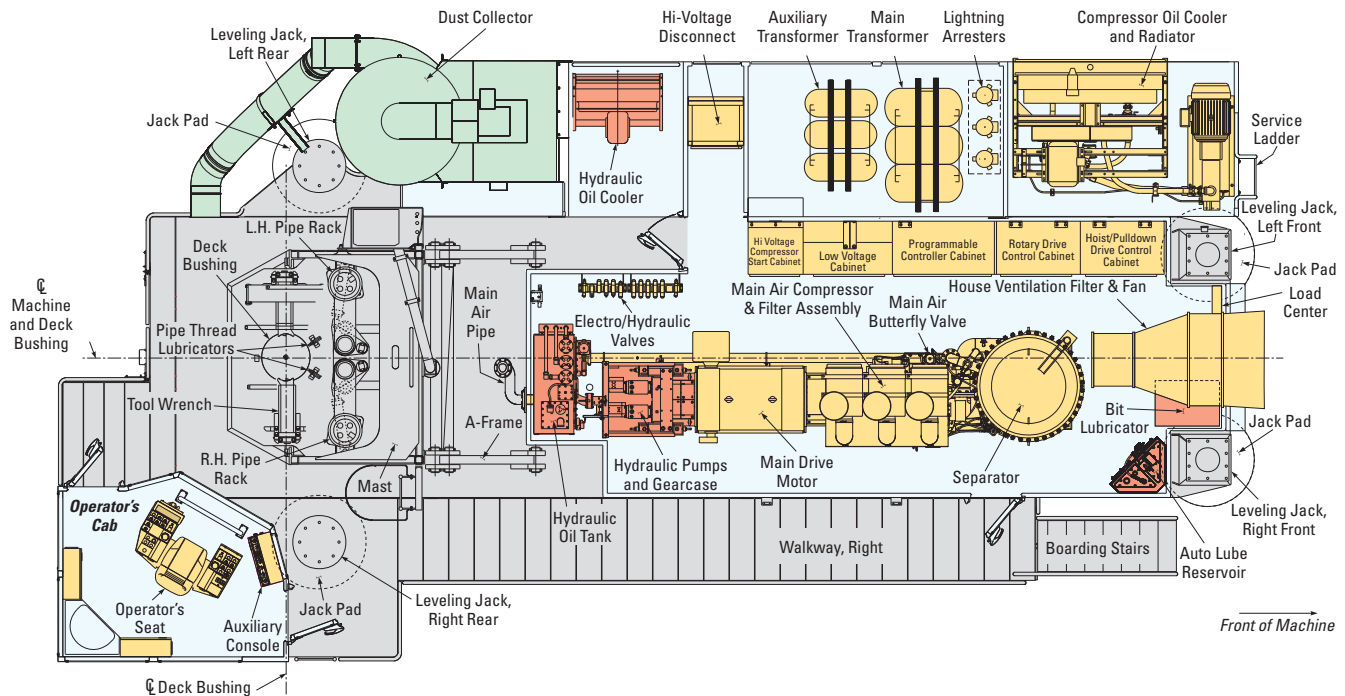 Dust Collector
Leveling Jack,
Left Rear
Jack Pad
Hi-Voltage
Disconnect
Auxiliary
Transformer
Main
Transformer
Lightning
Arresters
Compressor Oil Cooler
and Radiator
Service
Ladder
Hydraulic
Oil Cooler
Leveling Jack,
Left Front
Jack Pad
Load
Center
L.H. Pipe Rack
Deck
Bushing
Hi Voltage
Compressor
Start Cabinet
Low Voltage
Cabinet
Programmable
Controller Cabinet
Rotary Drive
Control Cabinet
Hoist/Pulldown
Drive Control
Cabinet
℄
Machine
and Deck
Bushing
Pipe Thread
Lubricators
Main
Air
Pipe
Electro/Hydraulic
Valves
Main Air Compressor
& Filter Assembly
Main Air
Butterfly Valve
House Ventilation Filter & Fan
Tool Wrench
A-Frame
R.H. Pipe
Rack
Mast
Hydraulic Pumps
and Gearcase
Main Drive
Motor
Separator
Bit
Lubricator
Jack Pad
Operator's
Cab
Hydraulic
Oil Tank
Walkway, Right
Boarding Stairs
Leveling Jack,
Right Front
Auto Lube
Reservoir
Operator's
Seat
Auxiliary
Console
Jack Pad
Leveling Jack,
Right Rear
Front of Machine
℄ Deck Bushing